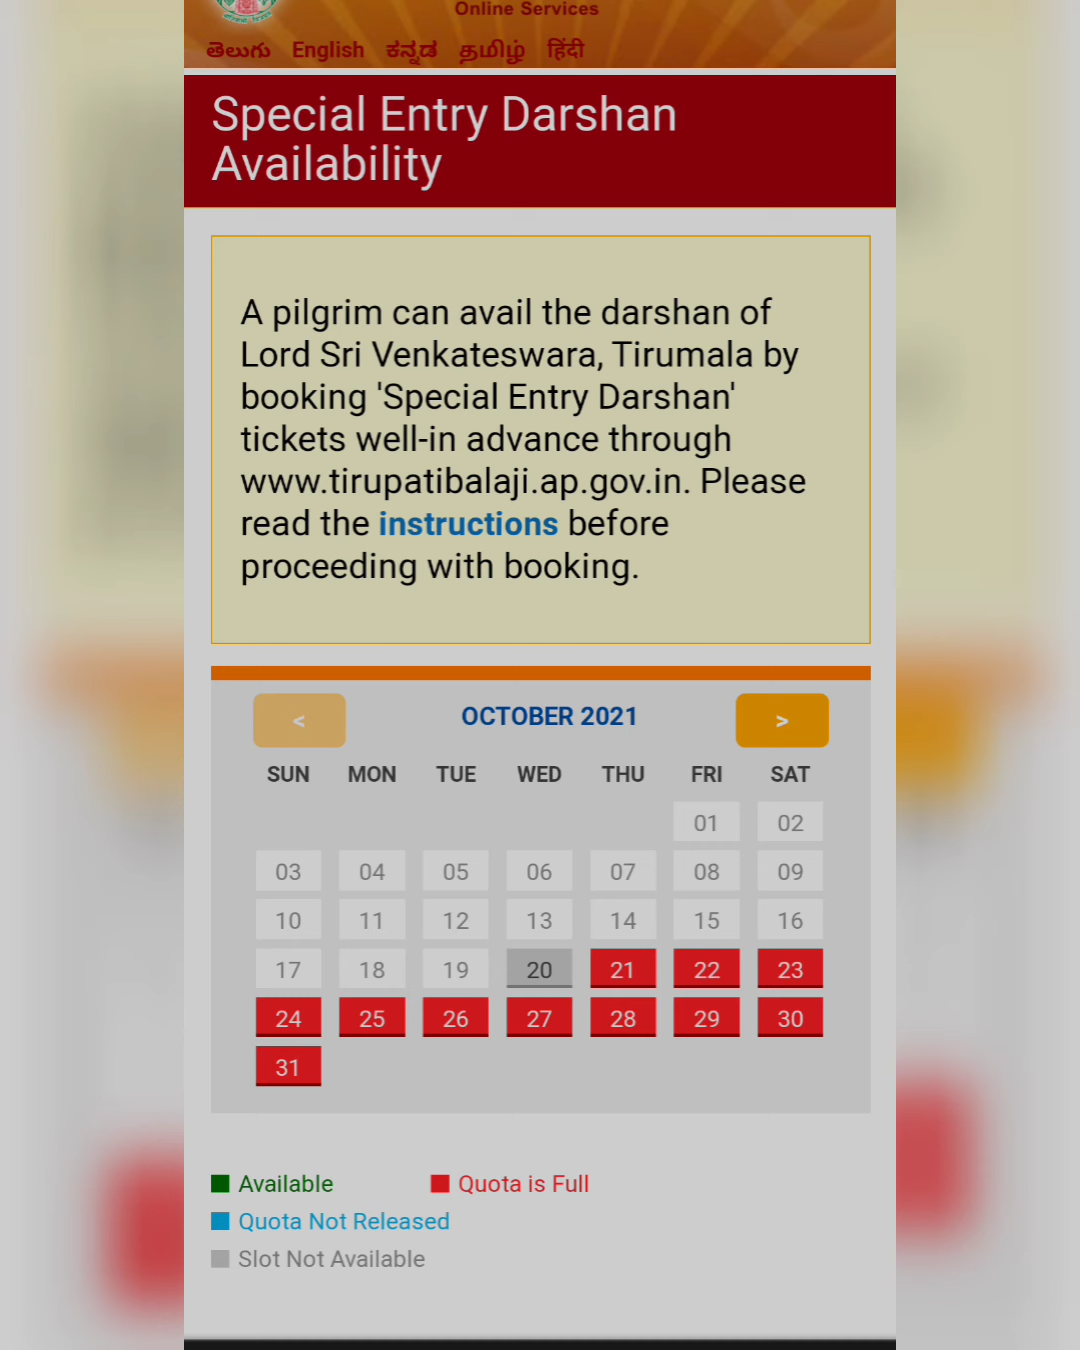 Online Services
తెలుగు English ಕನ್ನಡ தமிழ் हिंदी
Special Entry Darshan
Availability
A pilgrim can avail the darshan of
Lord Sri Venkateswara, Tirumala by
booking 'Special Entry Darshan'
tickets well-in advance through
www.tirupatibalaji.ap.gov.in. Please
read the instructions before
proceeding with booking.
< OCTOBER 2021 >
SUN MON TUE WED THU FRI SAT
01 02
03 04 05 06 07 08 09
10 11 12 13 14 15 16
17 18 19 20 21 22 23
24 25 26 27 28 29 30
31
Available Quota is Full
Quota Not Released
Slot Not Available